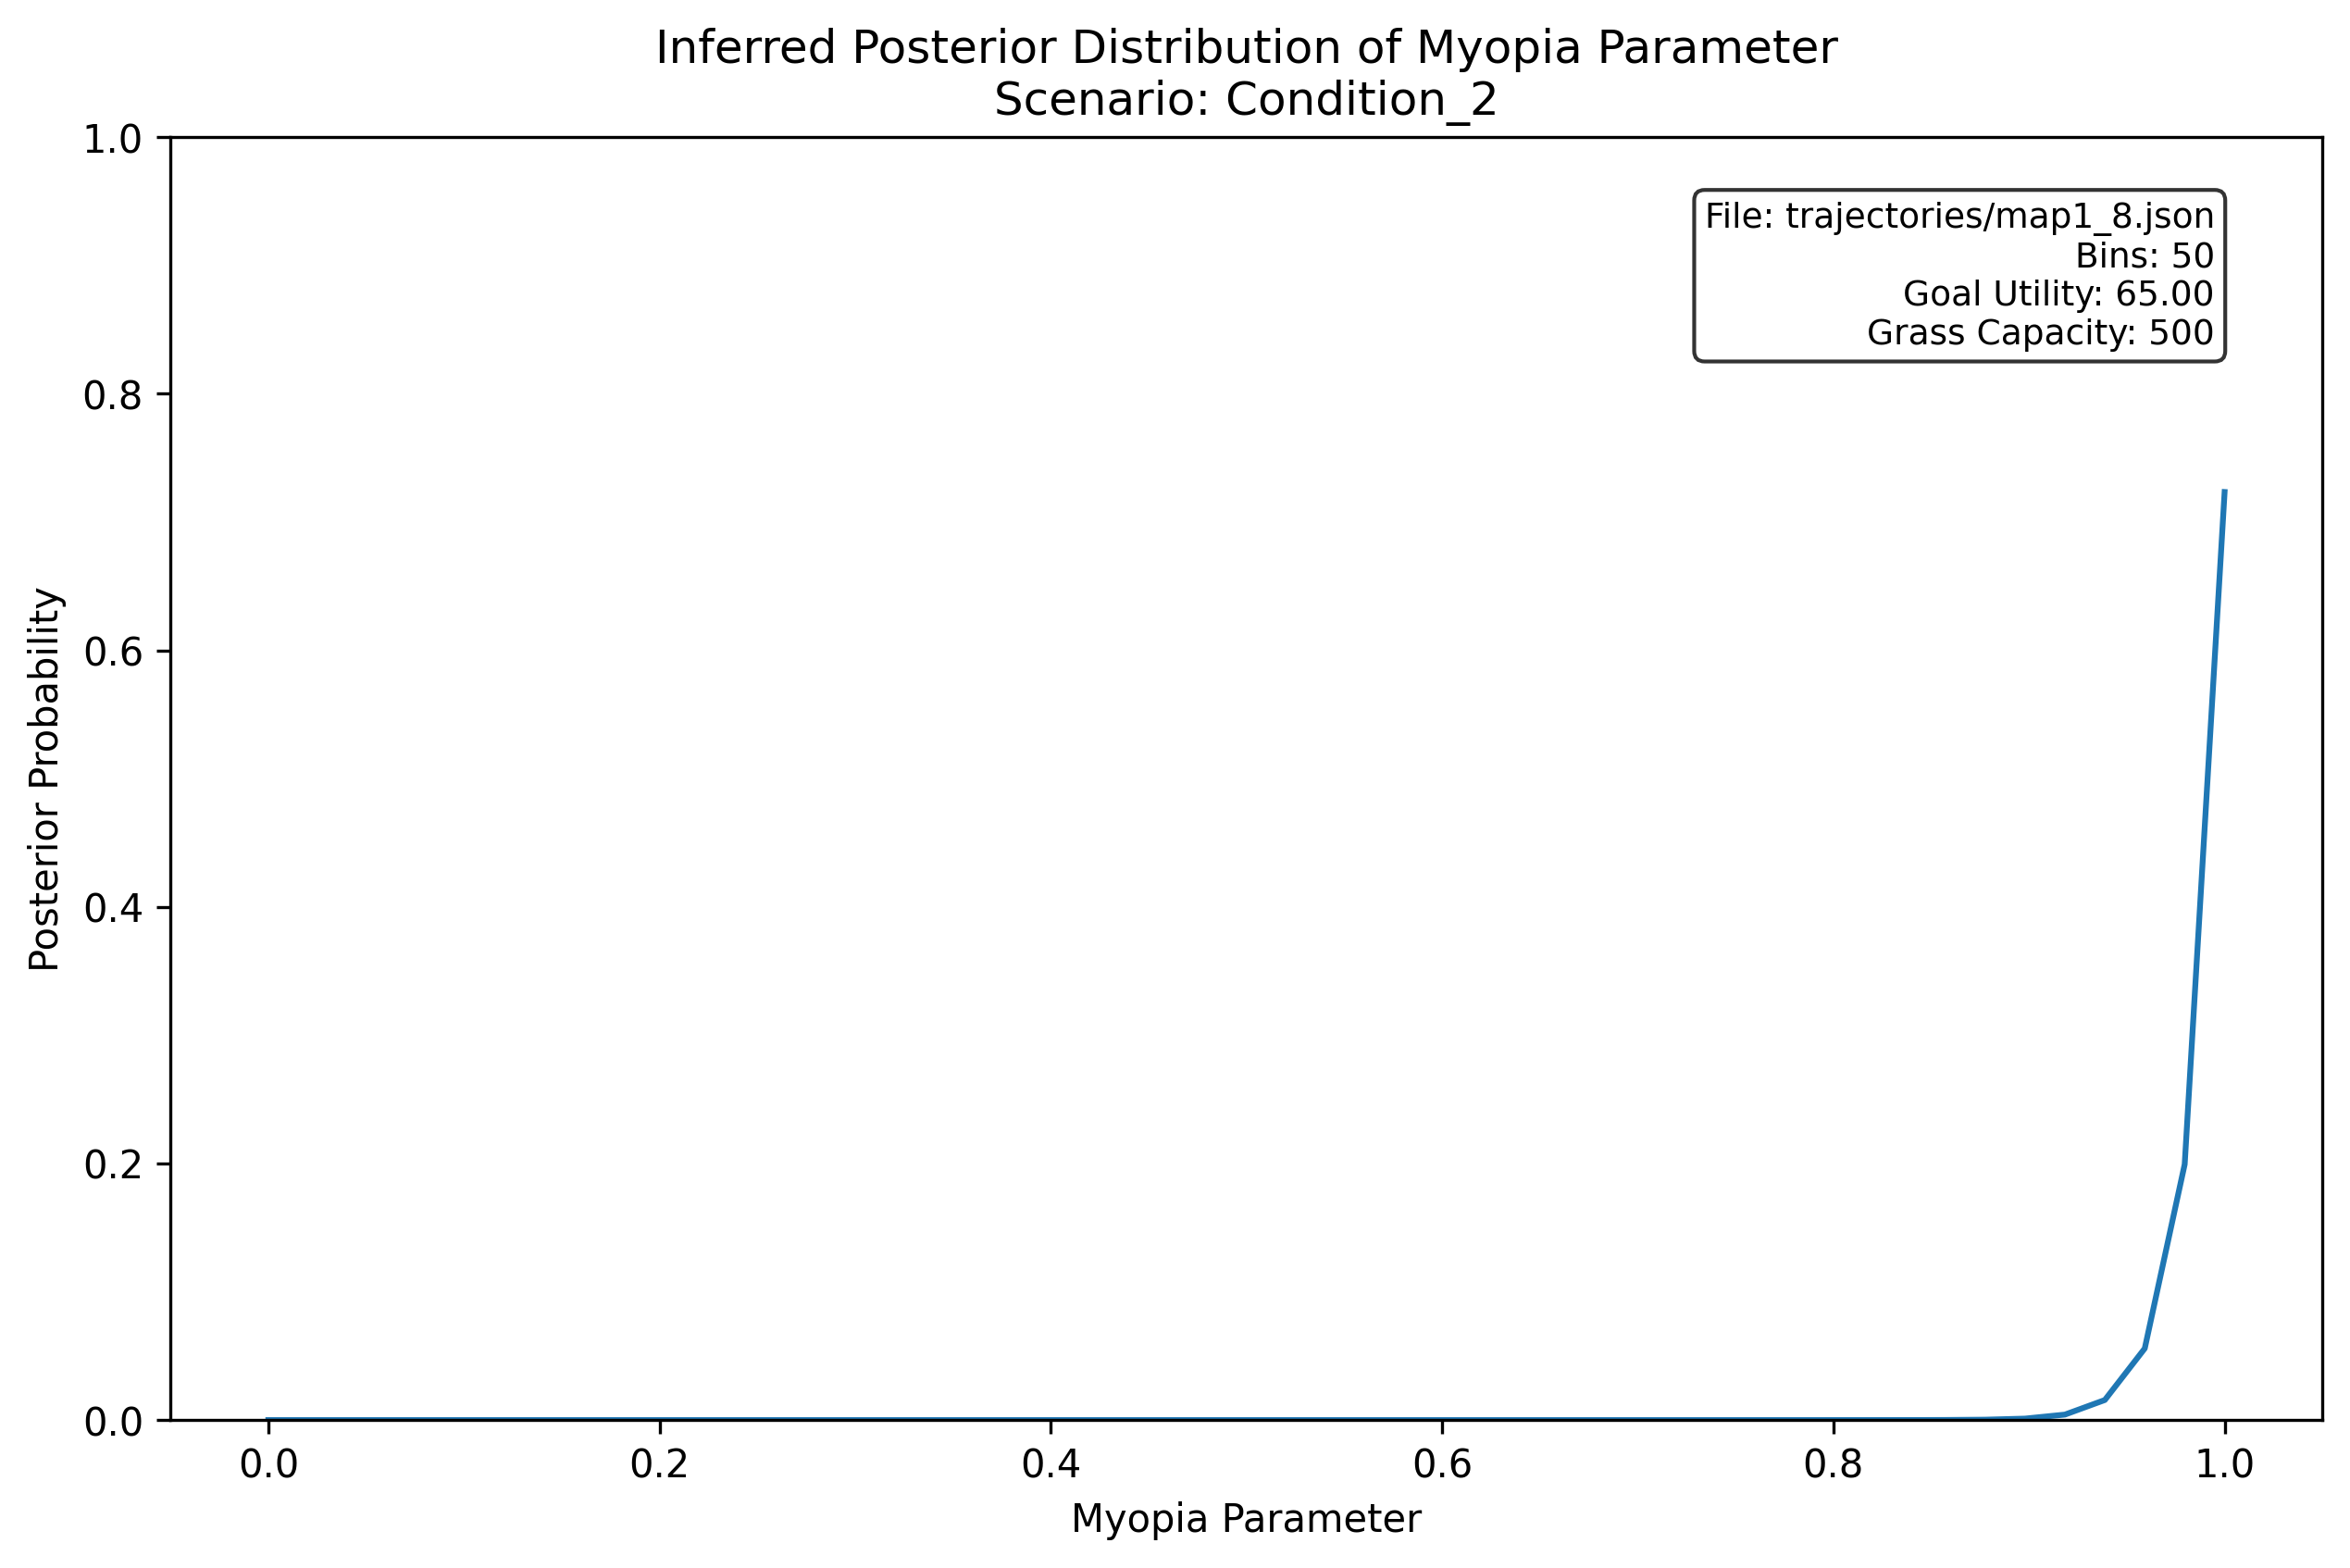 Inferred Posterior Distribution of Myopia Parameter
Scenario: Condition_2
File: trajectories/map1_8.json
Bins: 50
Goal Utility: 65.00
Grass Capacity: 500
Posterior Probability
1.0
0.8
0.6
0.4
0.2
0.0
0.0 0.2 0.4 0.6 0.8 1.0
Myopia Parameter